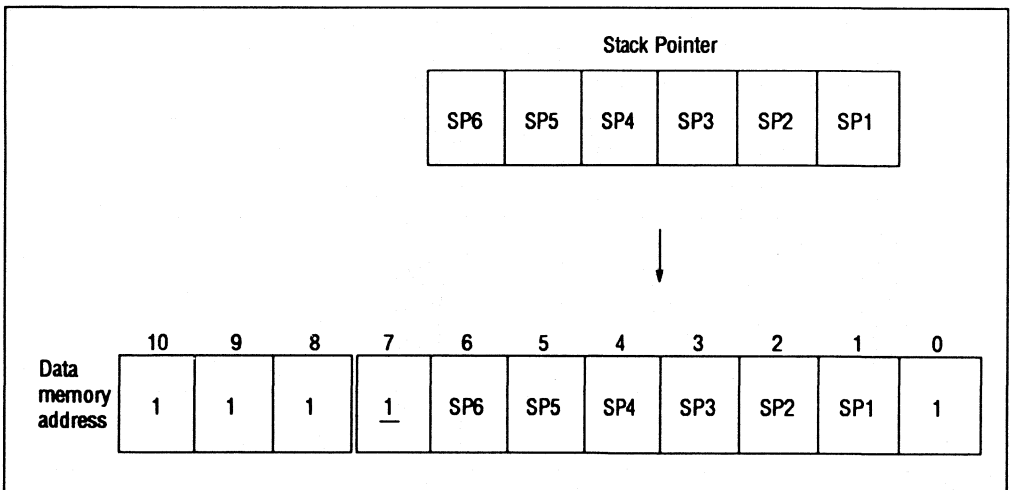 Stack Pointer
SP6 SP5 SP4 SP3 SP2 SP1
10 9 8 7 6 5 4 3 2 1 0
Data
memory
address
1 1 1 1 SP6 SP5 SP4 SP3 SP2 SP1 1